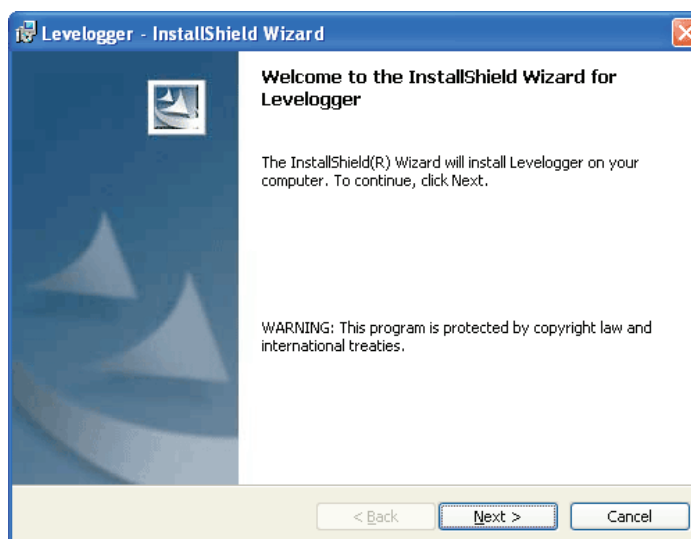 Levelogger - InstallShield Wizard
Welcome to the InstallShield Wizard for
Levelogger
The InstallShield(R) Wizard will install Levelogger on your
computer. To continue, click Next.
WARNING: This program is protected by copyright law and
international treaties.
< Back
Next >
Cancel